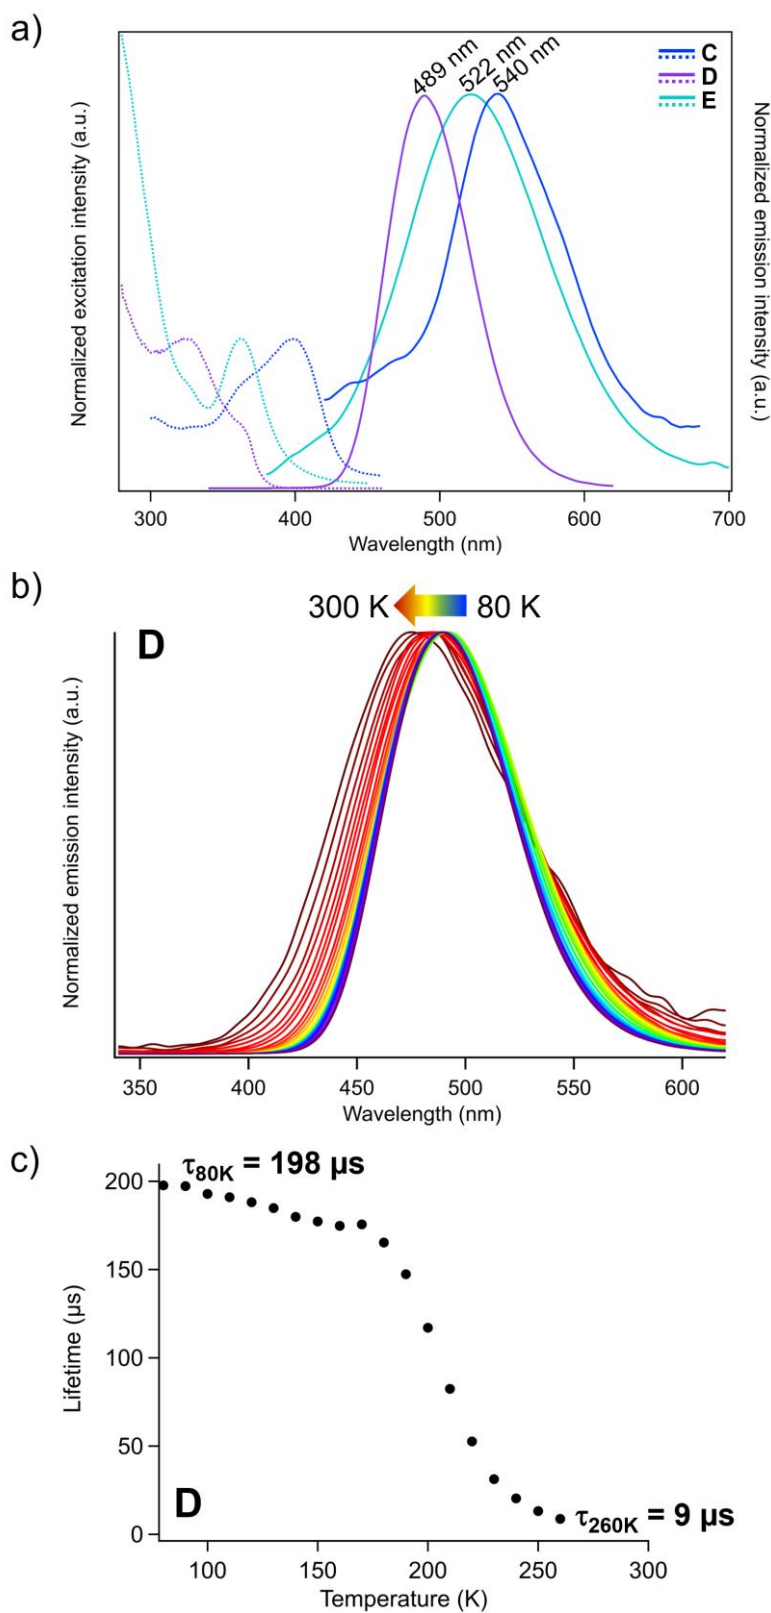 a)
489 nm
522 nm
540 nm
C
D
E
Normalized excitation intensity (a.u.)
Normalized emission intensity (a.u.)
300 400 500 600 700
Wavelength (nm)
b)
300 K 80 K
D
Normalized emission intensity (a.u.)
350 400 450 500 550 600
Wavelength (nm)
c)
τ80K = 198 µs
200
150
100
50
0
Lifetime (µs)
D
τ260K = 9 µs
100 150 200 250 300
Temperature (K)